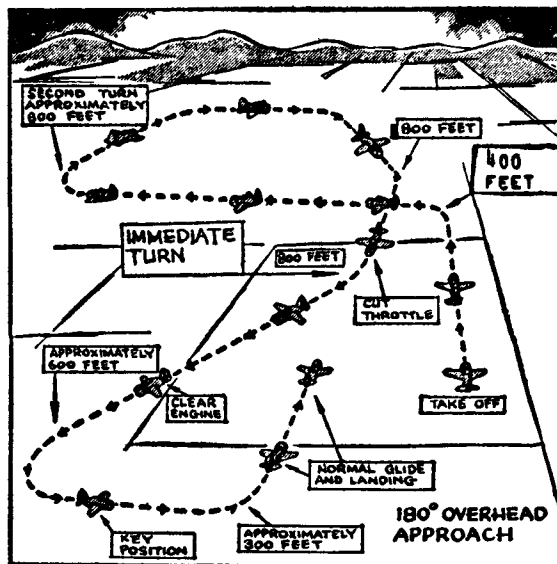 SECOND TURN
APPROXIMATELY
800 FEET
800 FEET
400
FEET
IMMEDIATE
TURN
800 FEET
CUT
THROTTLE
APPROXIMATELY
600 FEET
CLEAR
ENGINE
TAKE OFF
NORMAL GLIDE
AND LANDING
KEY
POSITION
APPROXIMATELY
300 FEET
180° OVERHEAD
APPROACH